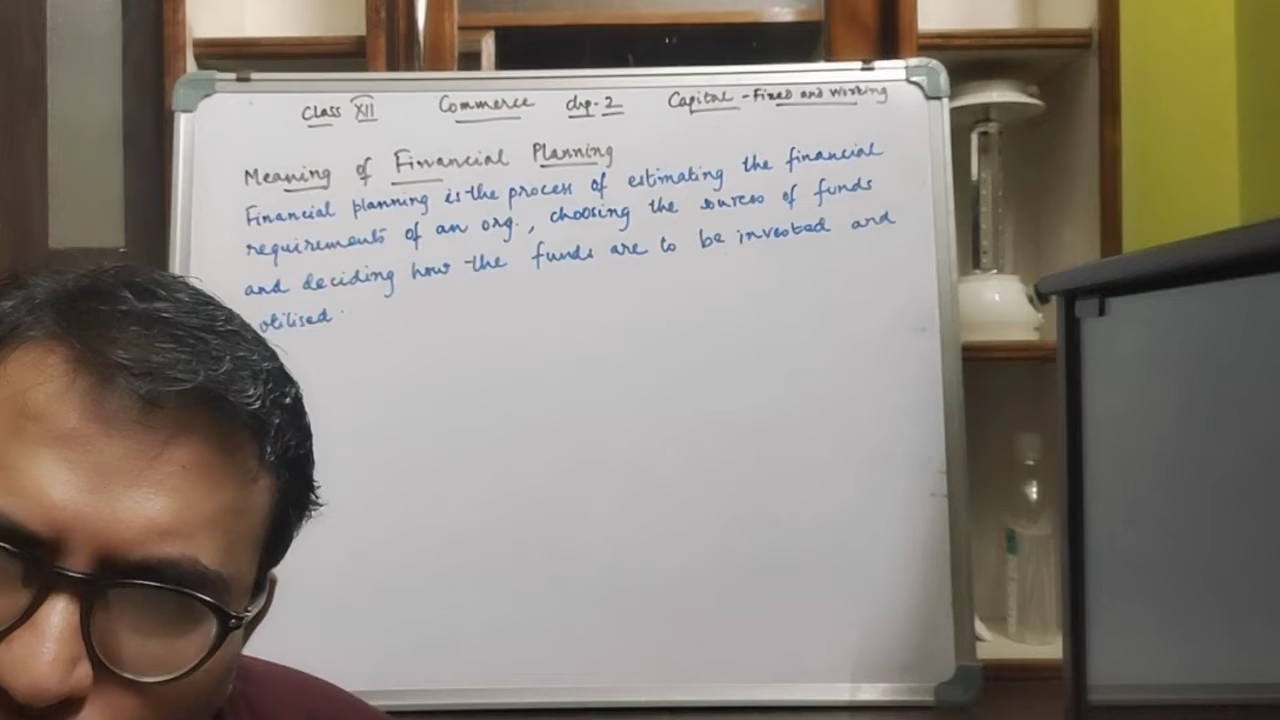 Class XII Commerce chp-2 Capital - Fixed and working
Meaning of Financial Planning
Financial planning is the process of estimating the financial
requirements of an org., choosing the sources of funds
and deciding how the funds are to be invested and
utilised.